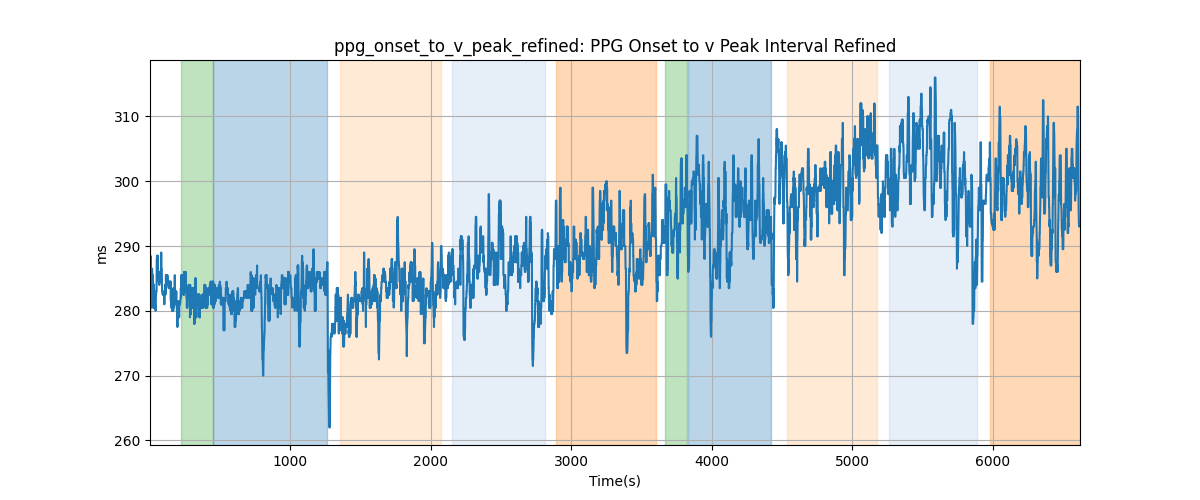 ppg_onset_to_v_peak_refined: PPG Onset to v Peak Interval Refined
310
300
290
280
270
260
ms
1000 2000 3000 4000 5000 6000
Time(s)